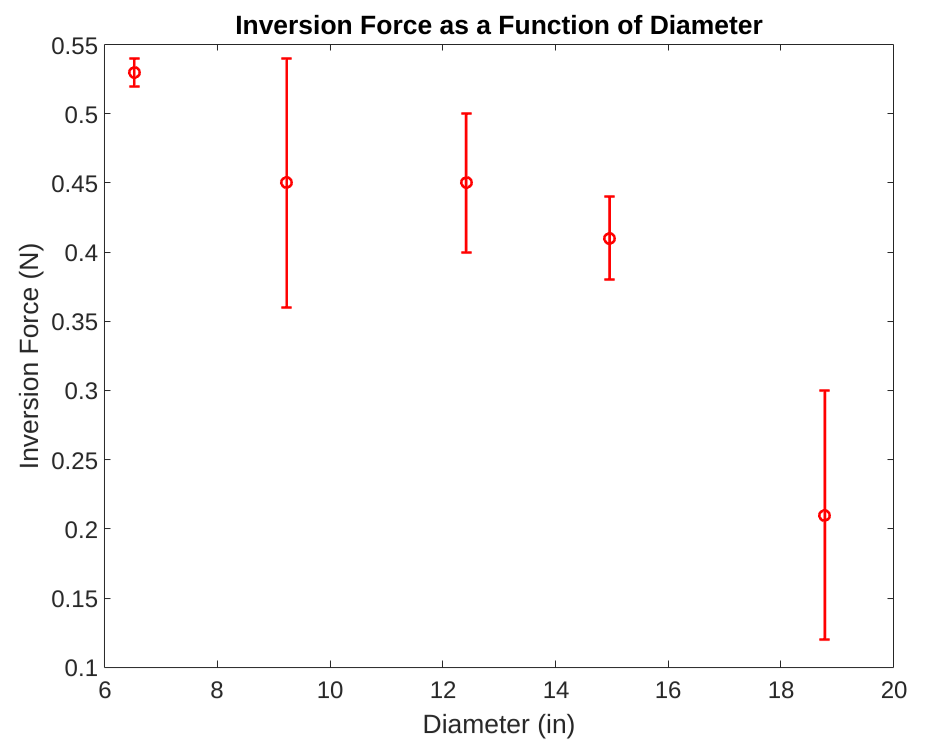 Inversion Force as a Function of Diameter
0.55
0.5
0.45
0.4
0.35
0.3
0.25
0.2
0.15
0.1
Inversion Force (N)
6 8 10 12 14 16 18 20
Diameter (in)